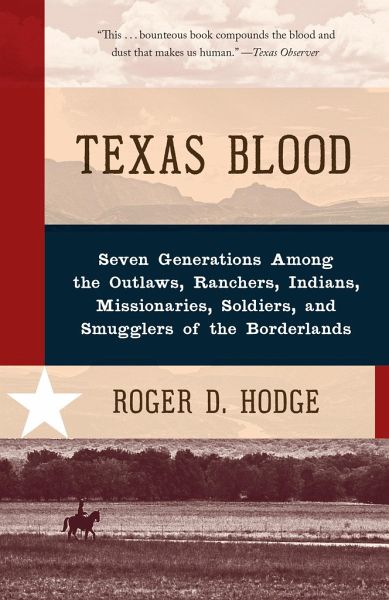 “This . . . bounteous book compounds the blood and
dust that makes us human.” —Texas Observer
TEXAS BLOOD
Seven Generations Among
the Outlaws, Ranchers, Indians,
Missionaries, Soldiers, and
Smugglers of the Borderlands
ROGER D. HODGE